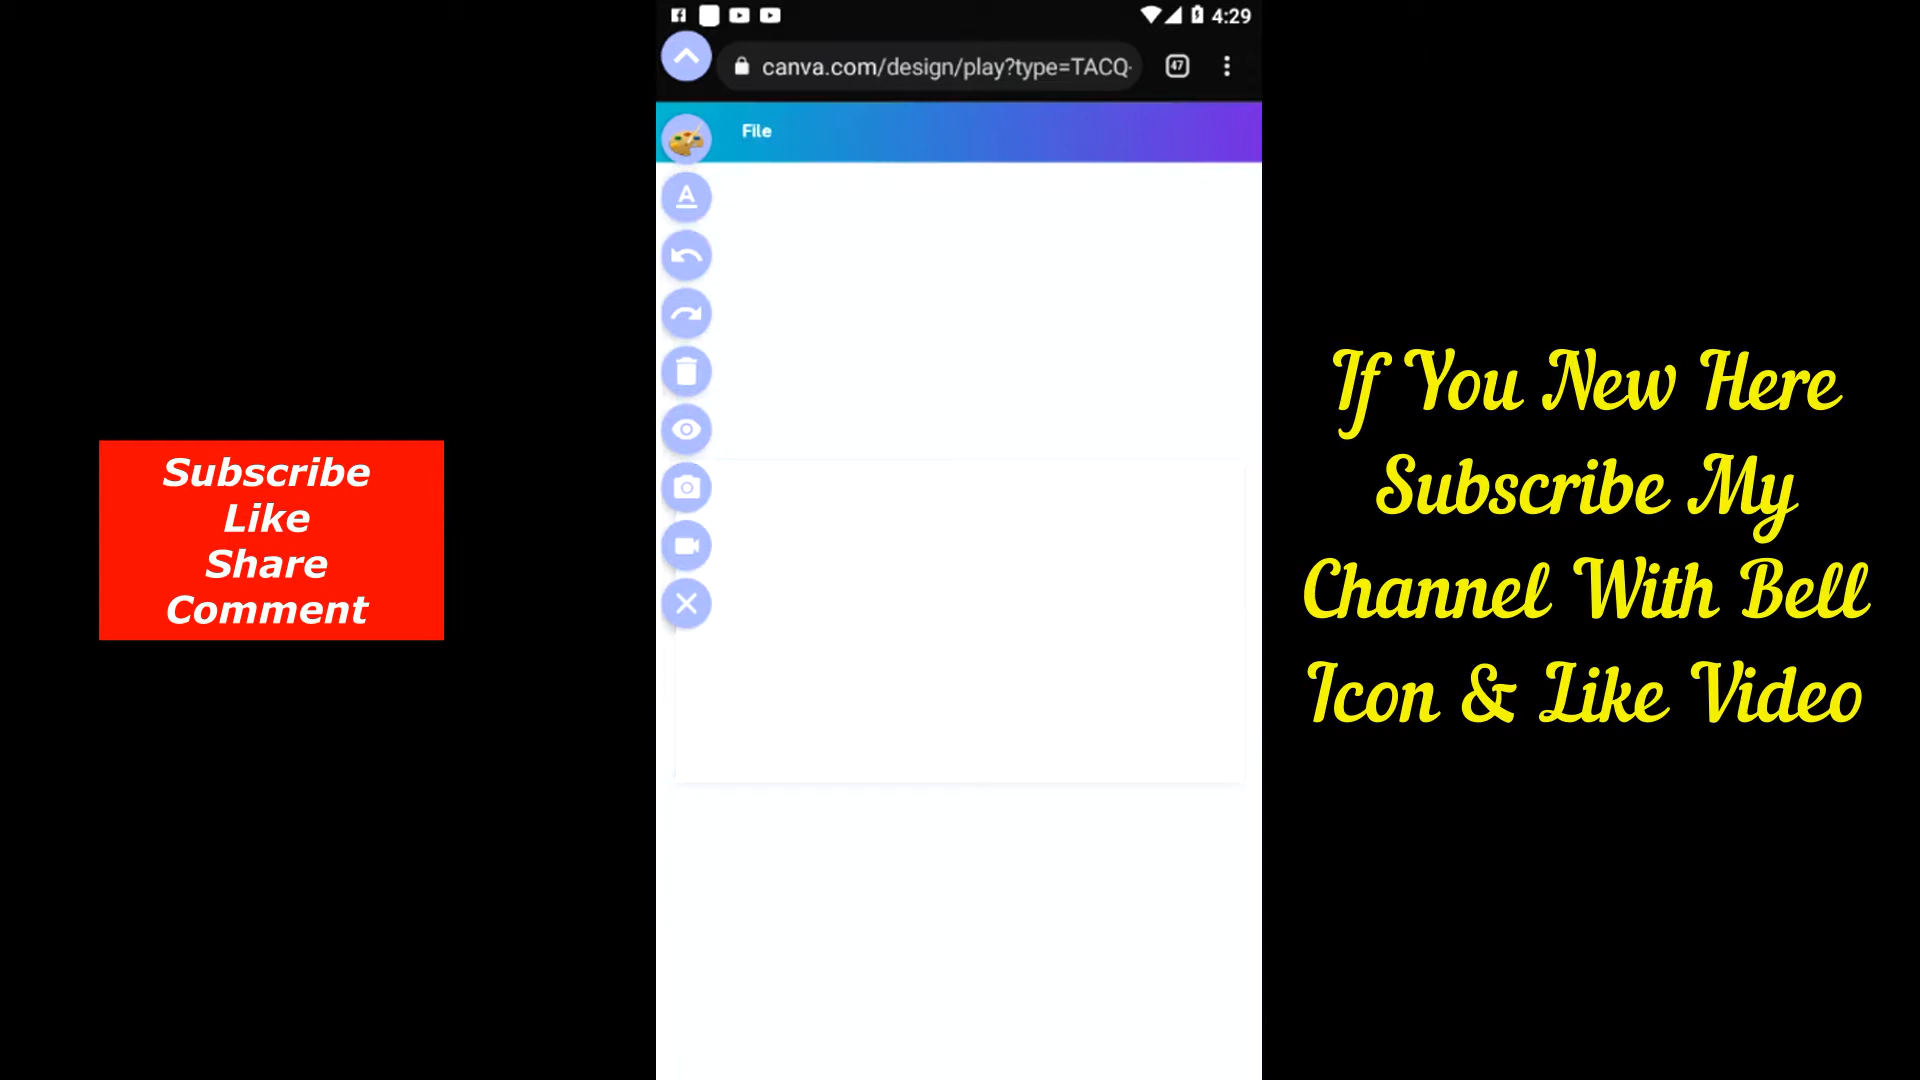 Subscribe
Like
Share
Comment
4:29
canva.com/design/play?type=TACQ-
47
File
If You New Here
Subscribe My
Channel With Bell
Icon & Like Video